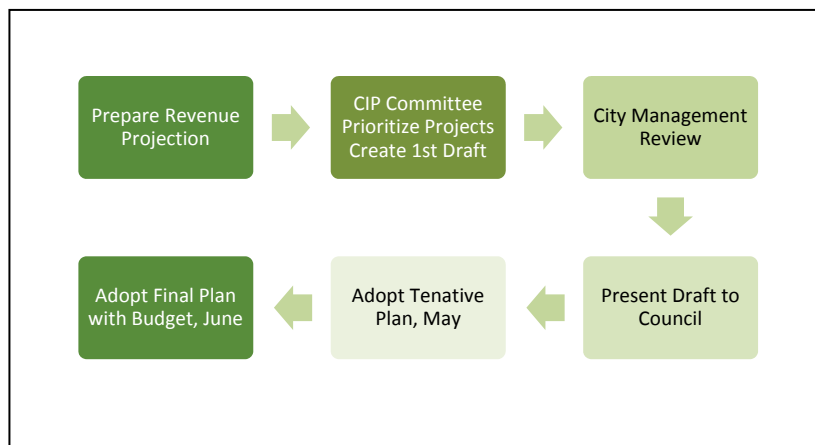 Prepare Revenue
Projection
CIP Committee
Prioritize Projects
Create 1st Draft
City Management
Review
Present Draft to
Council
Adopt Tenative
Plan, May
Adopt Final Plan
with Budget, June